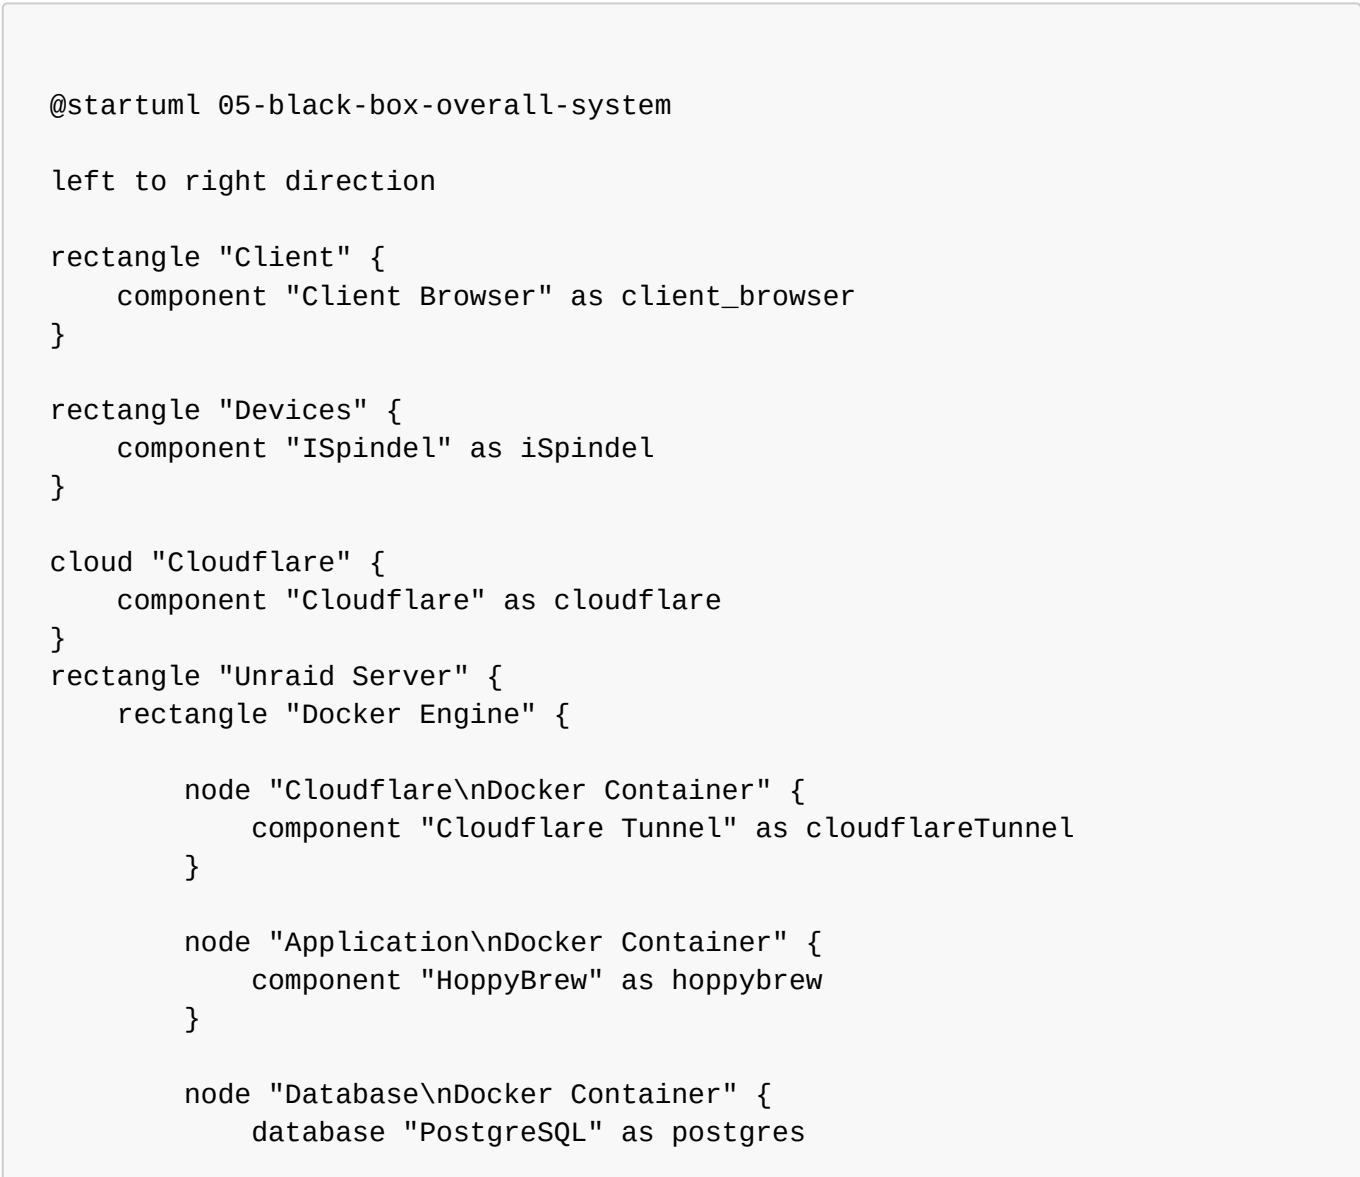 @startuml 05-black-box-overall-system
left to right direction
rectangle "Client" {
    component "Client Browser" as client_browser
}
rectangle "Devices" {
    component "ISpindel" as iSpindel
}
cloud "Cloudflare" {
    component "Cloudflare" as cloudflare
}
rectangle "Unraid Server" {
    rectangle "Docker Engine" {
        node "Cloudflare\nDocker Container" {
            component "Cloudflare Tunnel" as cloudflareTunnel
        }
        node "Application\nDocker Container" {
            component "HoppyBrew" as hoppybrew
        }
        node "Database\nDocker Container" {
            database "PostgreSQL" as postgres